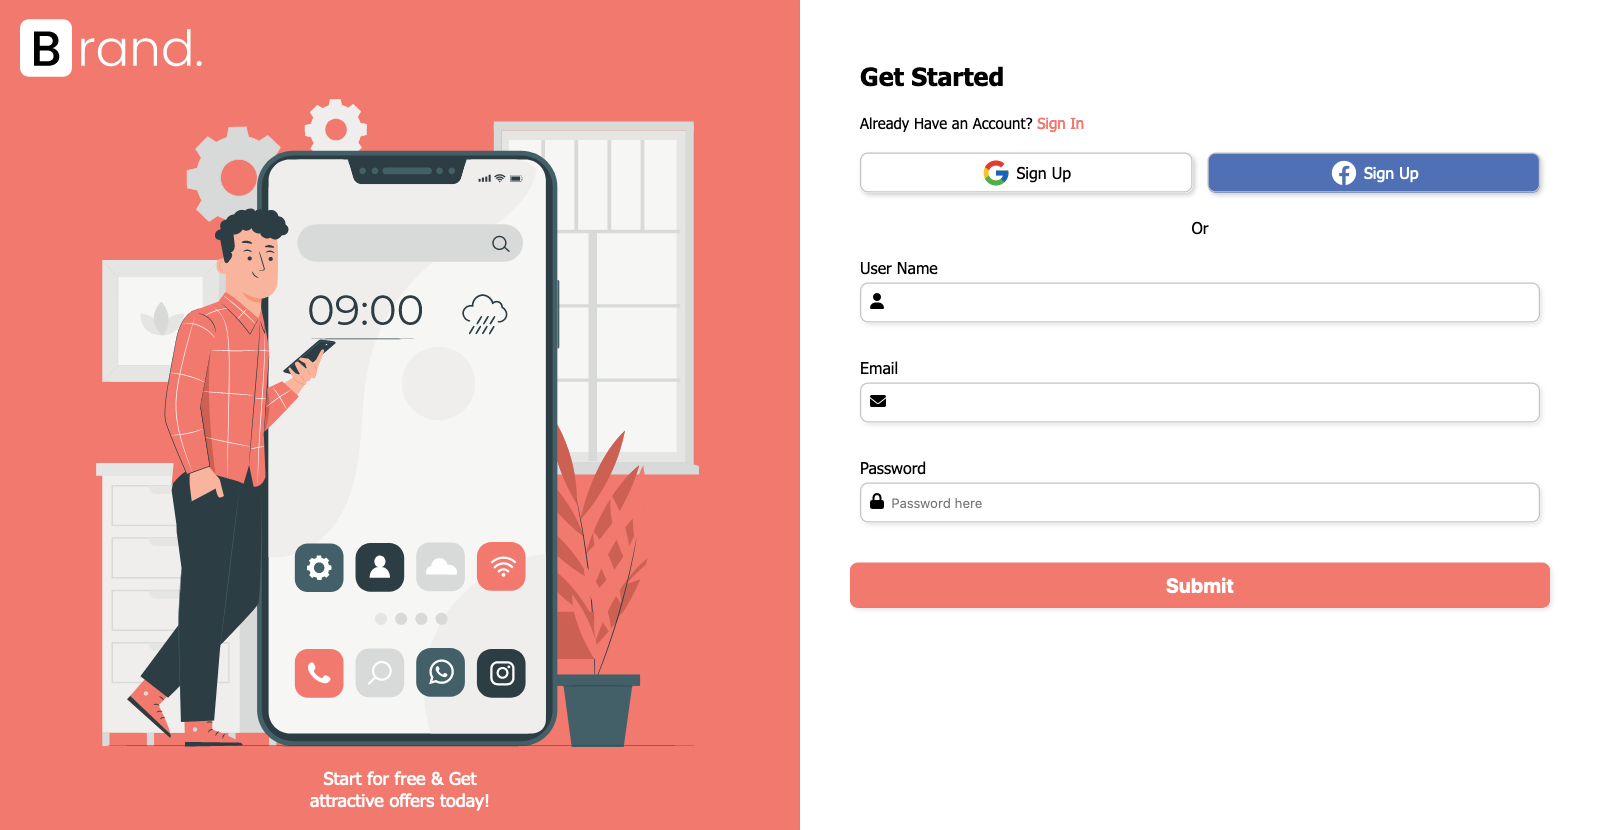 Brand.
09:00
Start for free & Get
attractive offers today!
Get Started
Already Have an Account? Sign In
Sign Up
Sign Up
Or
User Name
Email
Password
Password here
Submit